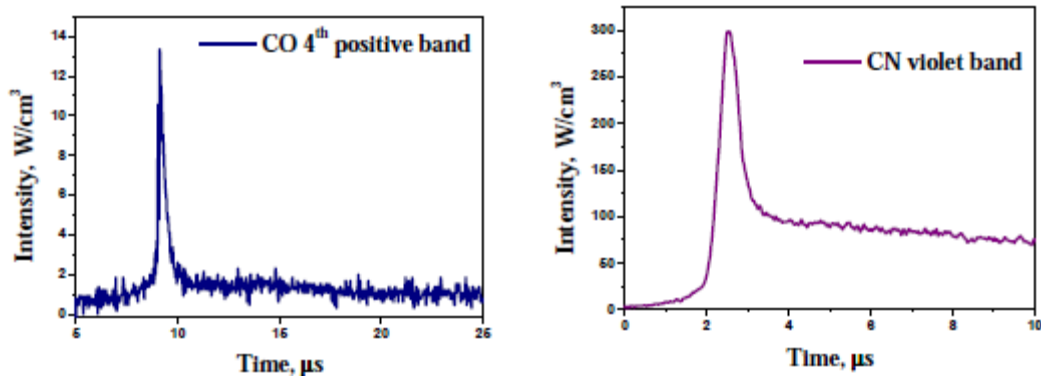 CO 4th positive band
Intensity, W/cm3
14
12
10
8
6
4
2
0
5 10 15 20 25
Time, µs
CN violet band
Intensity, W/cm3
300
250
200
150
100
50
0
0 2 4 6 8 10
Time, µs